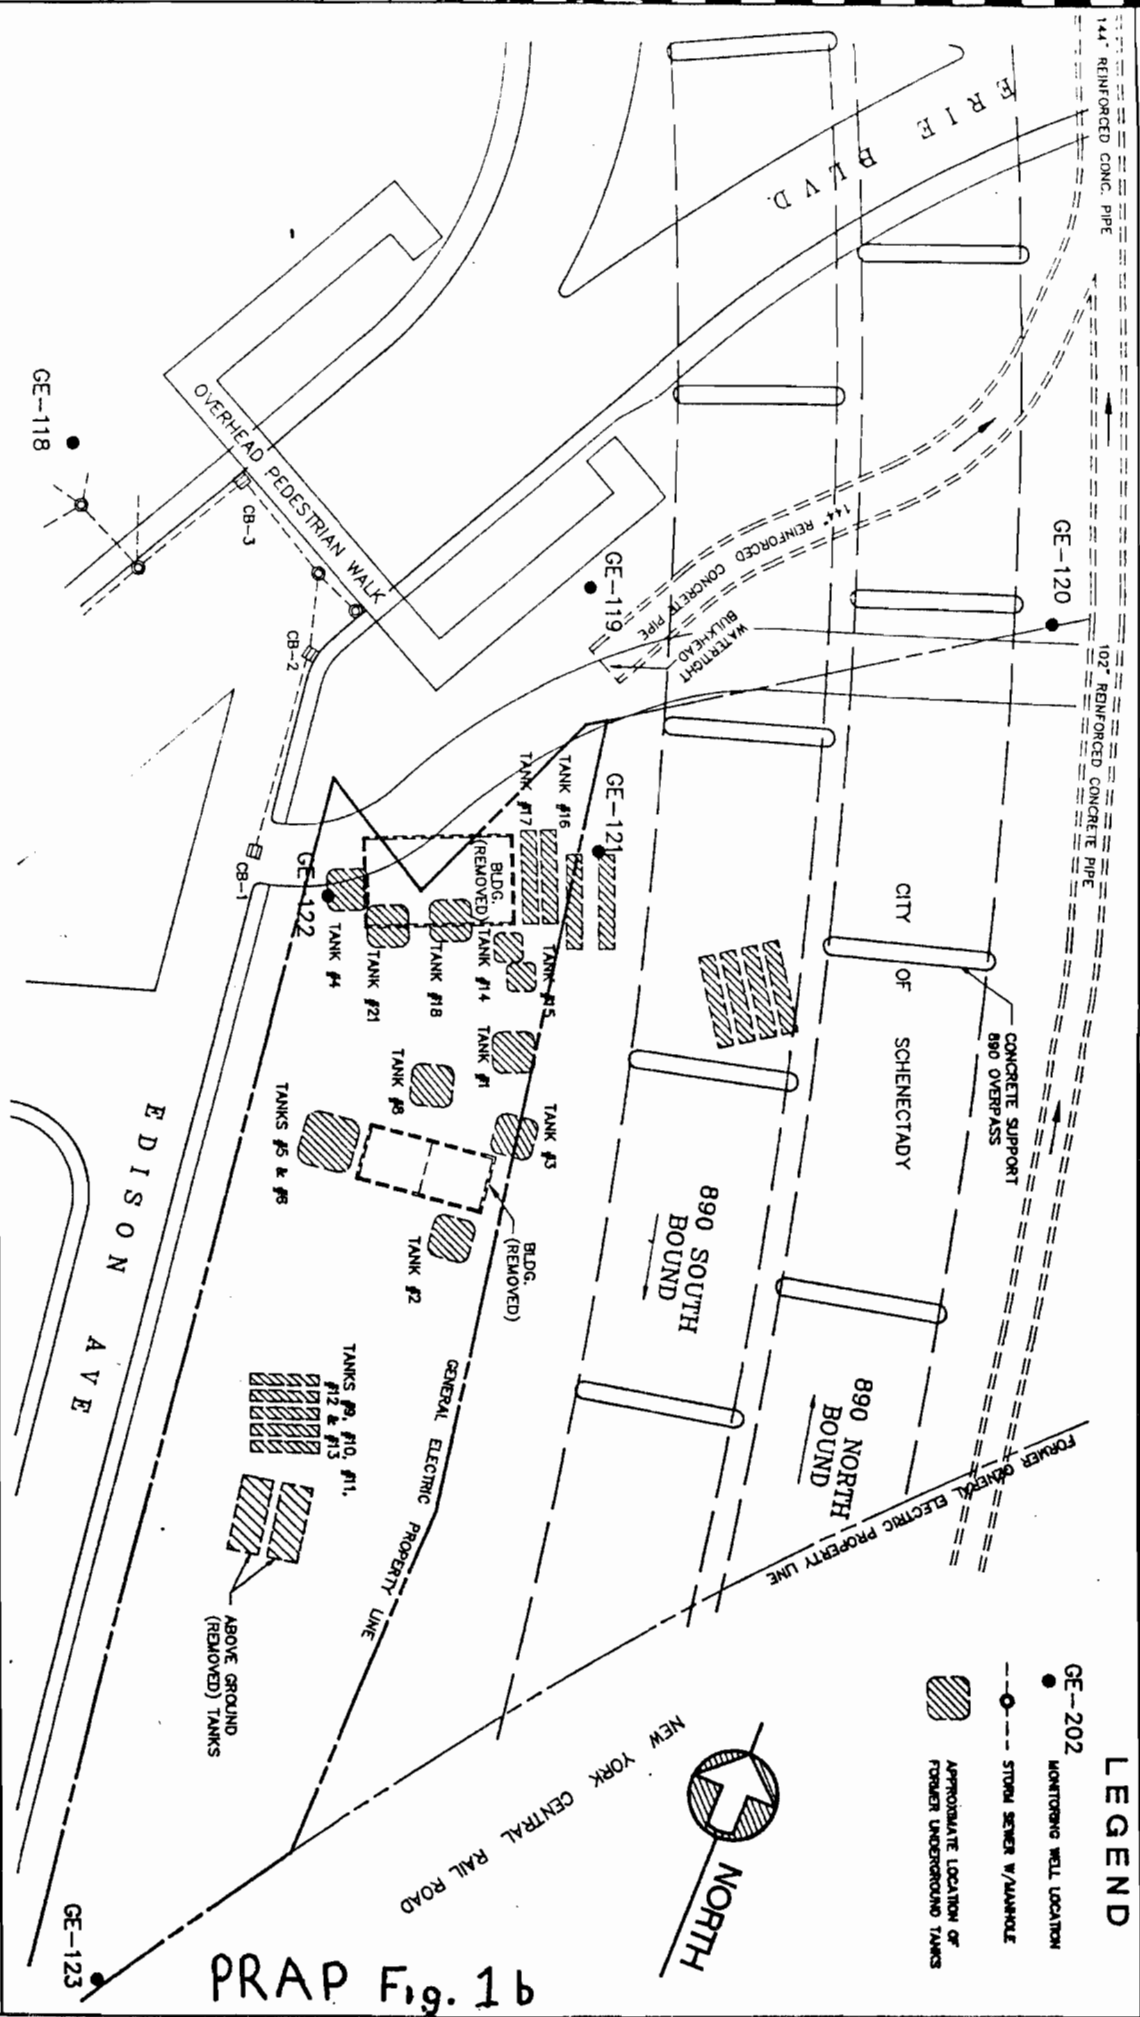 144" REINFORCED CONC. PIPE
ERIE BLVD.
OVERHEAD PEDESTRIAN WALK
GE-118
CB-3
CB-2
CB-1
GE-119
144" REINFORCED CONCRETE PIPE
WATERTIGHT
BULKHEAD
GE-120
102" REINFORCED CONCRETE PIPE
GE-121
GE-122
TANK #16
TANK #17
BLDG.
(REMOVED)
TANK #4
TANK #21
TANK #18
TANK #14
TANK #15
TANK #1
TANK #8
TANK #3
TANKS #5 & #6
TANK #2
BLDG.
(REMOVED)
CITY OF SCHENECTADY
CONCRETE SUPPORT
890 OVERPASS
890 SOUTH
BOUND
890 NORTH
BOUND
EDISON AVE
TANKS #9, #10, #11,
#12 & #13
ABOVE GROUND
(REMOVED) TANKS
GENERAL ELECTRIC PROPERTY LINE
FORMER GENERAL ELECTRIC PROPERTY LINE
NEW YORK CENTRAL RAIL ROAD
NORTH
GE-123
LEGEND
GE-202
MONITORING WELL LOCATION
STORM SEWER W/MANHOLE
APPROXIMATE LOCATION OF
FORMER UNDERGROUND TANKS
PRAP Fig. 1b